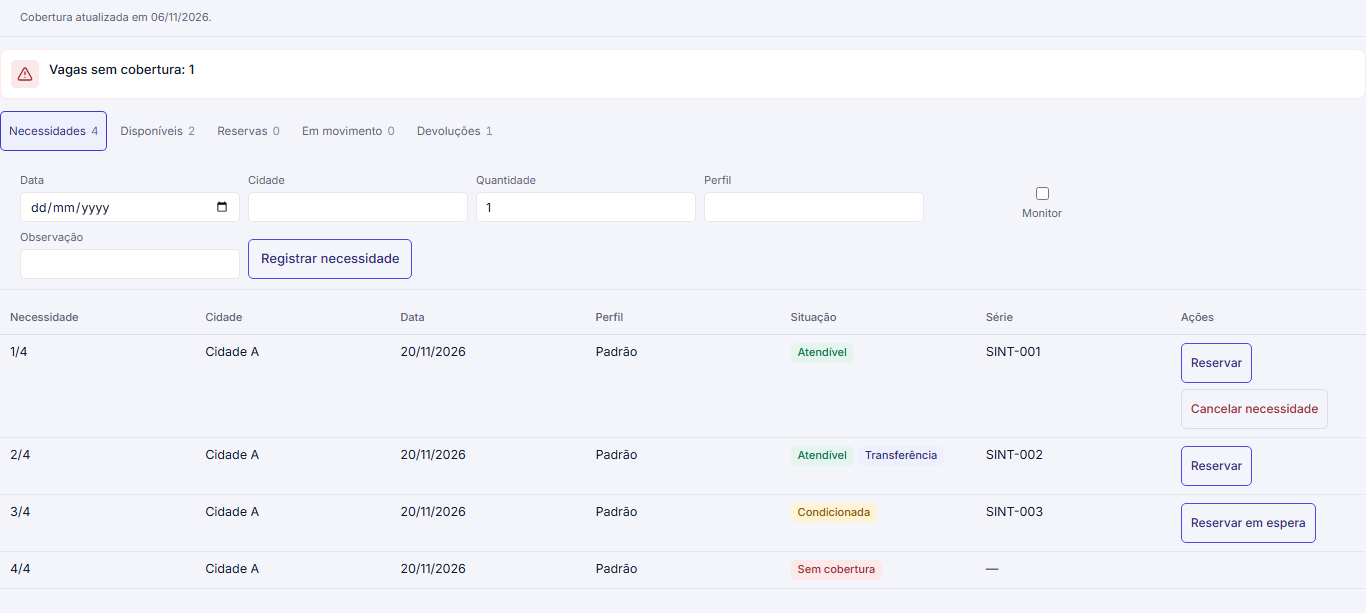 Cobertura atualizada em 06/11/2026.
Vagas sem cobertura: 1
Necessidades 4 Disponíveis 2 Reservas 0 Em movimento 0 Devoluções 1
Data Cidade Quantidade Perfil
dd/mm/yyyy 1
Monitor
Observação
Registrar necessidade
Necessidade Cidade Data Perfil Situação Série Ações
1/4 Cidade A 20/11/2026 Padrão Atendível SINT-001 Reservar
Cancelar necessidade
2/4 Cidade A 20/11/2026 Padrão Atendível Transferência SINT-002 Reservar
3/4 Cidade A 20/11/2026 Padrão Condicionada SINT-003 Reservar em espera
4/4 Cidade A 20/11/2026 Padrão Sem cobertura —